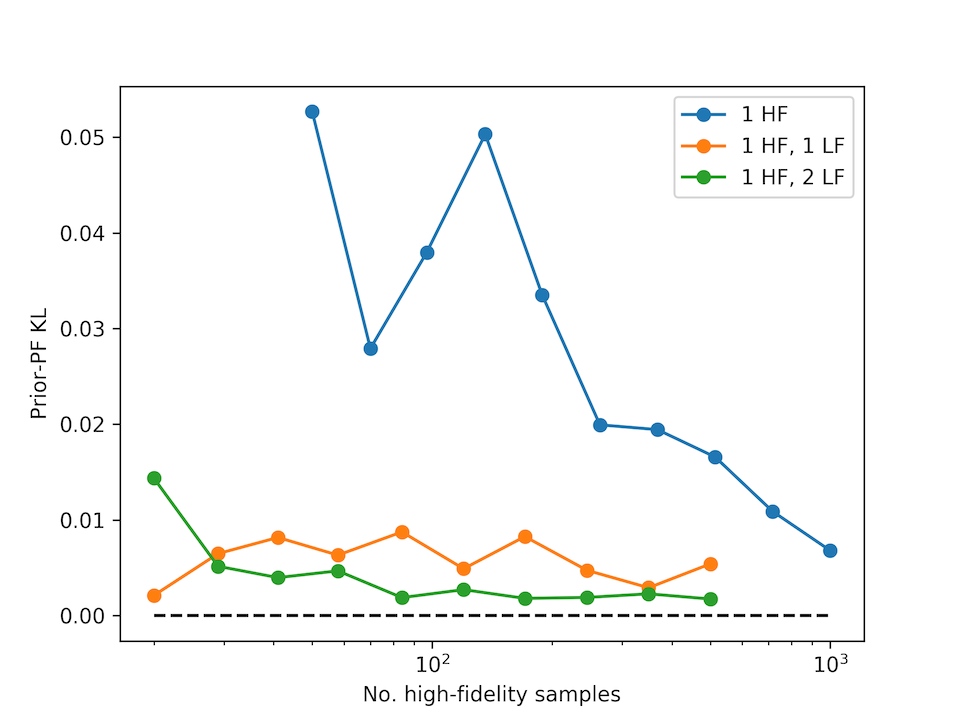 1 HF
1 HF, 1 LF
1 HF, 2 LF
0.05
0.04
0.03
0.02
0.01
0.00
Prior-PF KL
10²
10³
No. high-fidelity samples